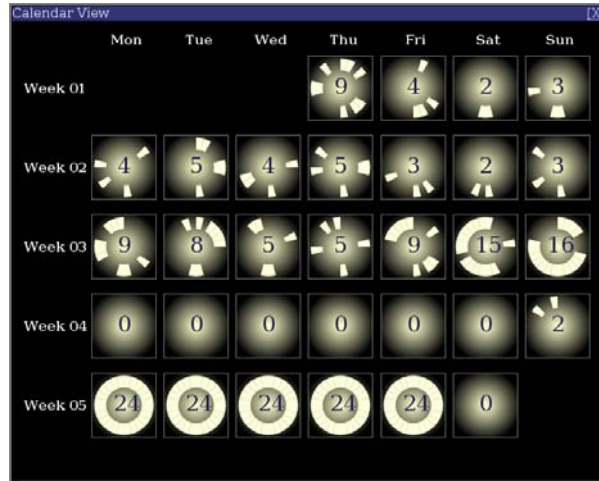 Calendar View [X
Mon Tue Wed Thu Fri Sat Sun
Week 01 9 4 2 3
Week 02 4 5 4 5 3 2 3
Week 03 9 8 5 5 9 15 16
Week 04 0 0 0 0 0 0 2
Week 05 24 24 24 24 24 0